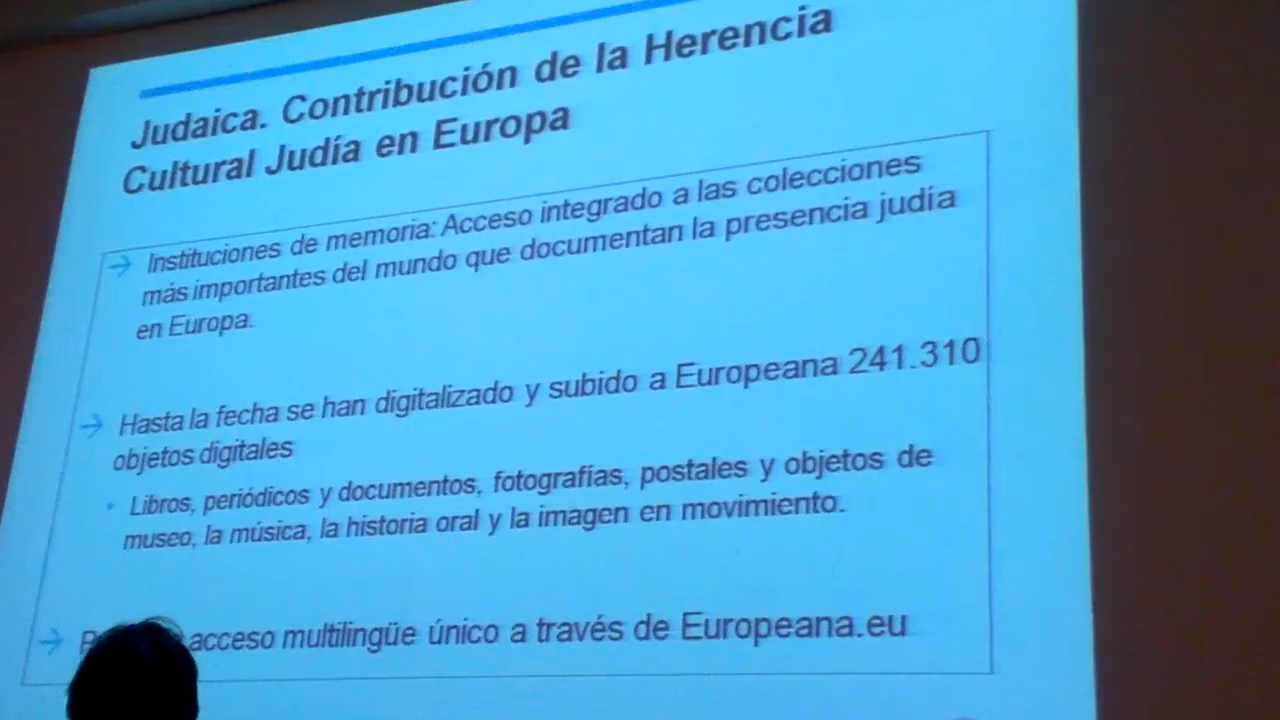 Judaica. Contribución de la Herencia
Cultural Judía en Europa
→ Instituciones de memoria: Acceso integrado a las colecciones
más importantes del mundo que documentan la presencia judía
en Europa.
→ Hasta la fecha se han digitalizado y subido a Europeana 241.310
objetos digitales
• Libros, periódicos y documentos, fotografías, postales y objetos de
museo, la música, la historia oral y la imagen en movimiento.
→ acceso multilingüe único a través de Europeana.eu